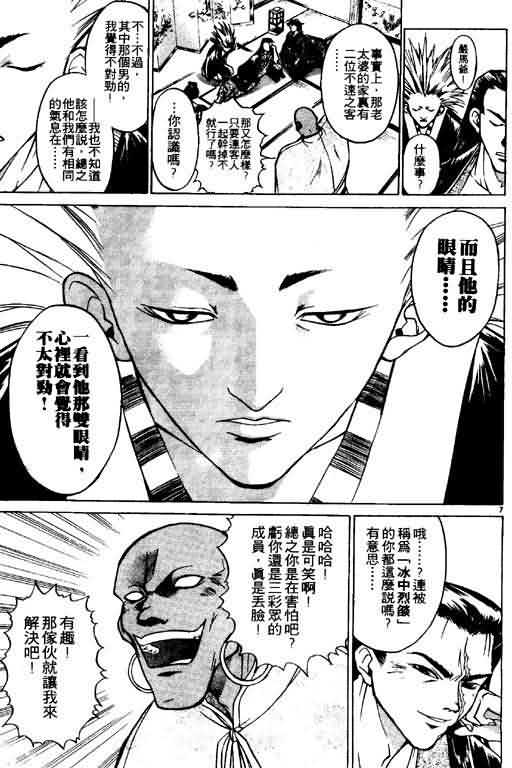 嚴馬爺
什麼事？
事實上，那老
太婆的家裏有
二位不速之客
那又怎麼樣？
只要連客人
一起幹掉不
就行了嗎？
…你認識嗎？
不…不過，
其中那個男的，
我覺得不對勁！
——我也不知道
該怎麼說，總之
他和我們有相同
的氣息在……
而且他的
眼睛……
一看到他那雙眼睛，
心裡就會覺得
不太對勁！
7
哦……？連被
稱為「冰中烈燄」
的你都這麼說嗎？
有意思……
哈哈哈！
真是可笑啊！
總之你是在害怕吧？
虧你還是三彩眾的
成員，真是丟臉！
有趣！
那傢伙就讓我來
解決吧！